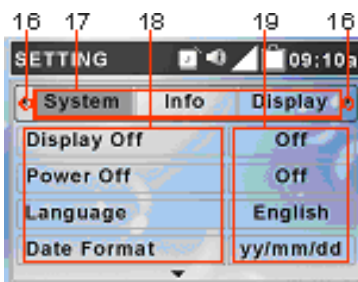 16 17 18 19 16
SETTING 09:10a
System Info Display
Display Off Off
Power Off Off
Language English
Date Format yy/mm/dd